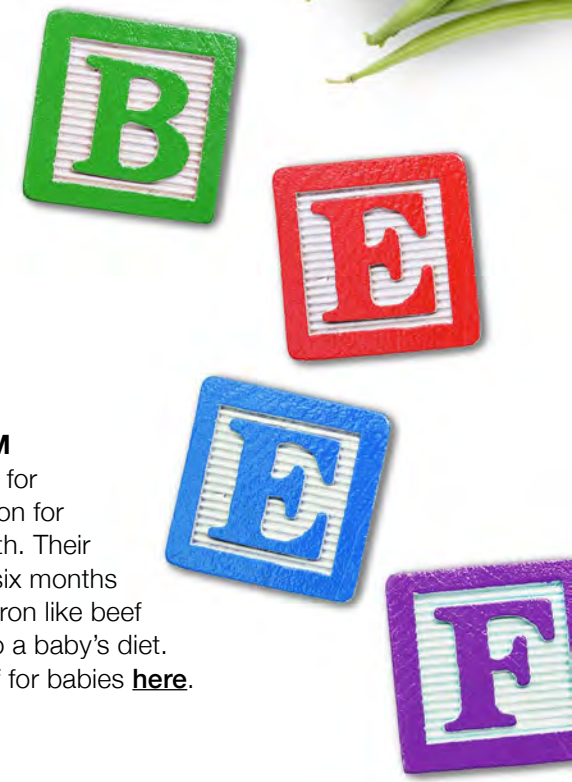 B
E
E
F
M
for
on for
th. Their
six months
ron like beef
o a baby's diet.
for babies here.